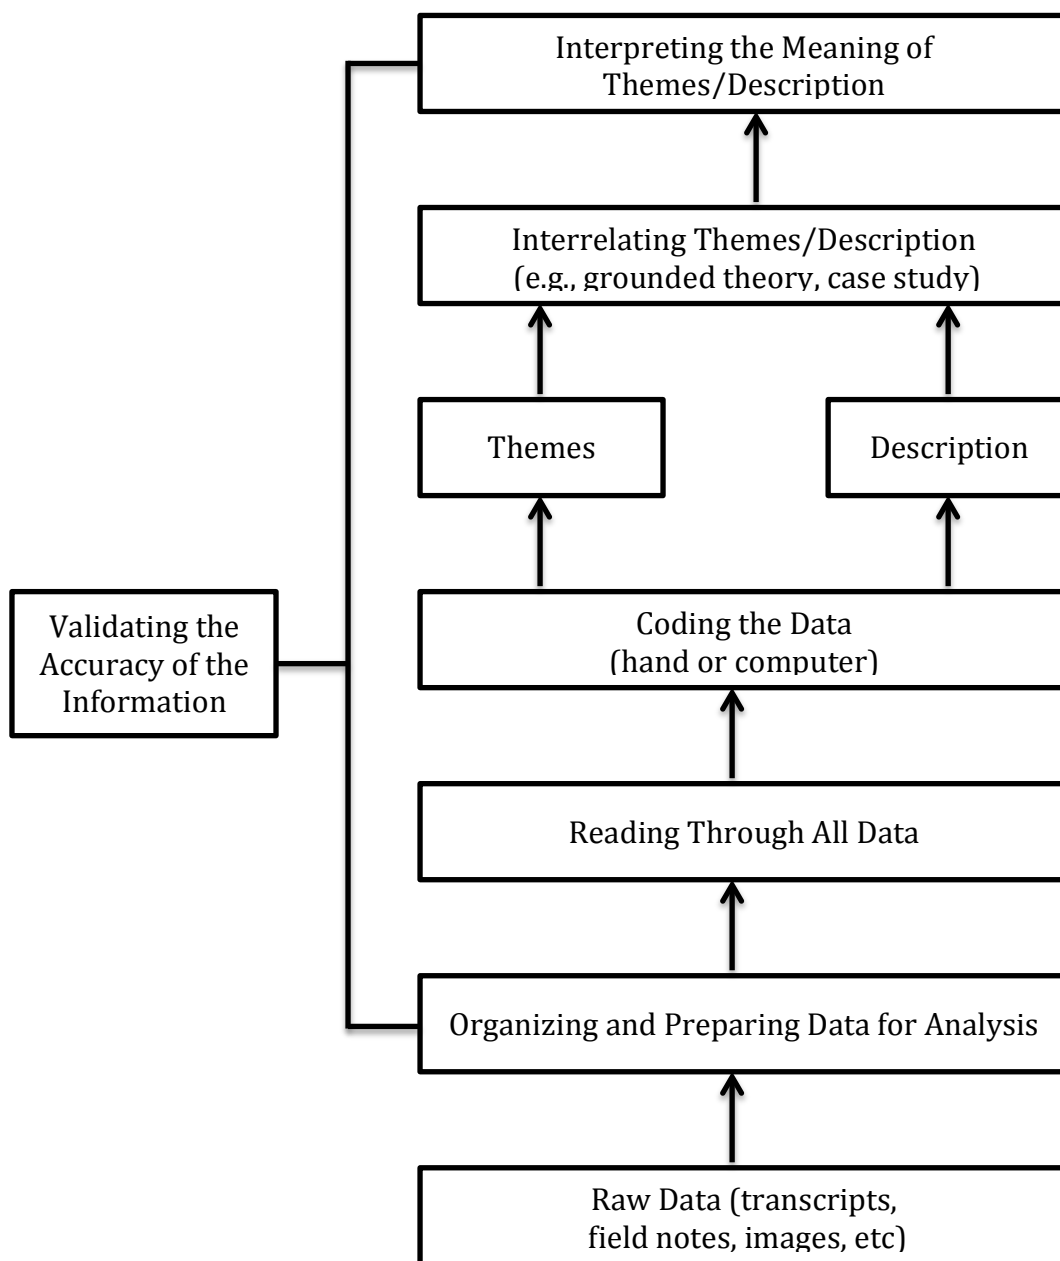 Interpreting the Meaning of
Themes/Description
Interrelating Themes/Description
(e.g., grounded theory, case study)
Themes
Description
Validating the
Accuracy of the
Information
Coding the Data
(hand or computer)
Reading Through All Data
Organizing and Preparing Data for Analysis
Raw Data (transcripts,
field notes, images, etc)